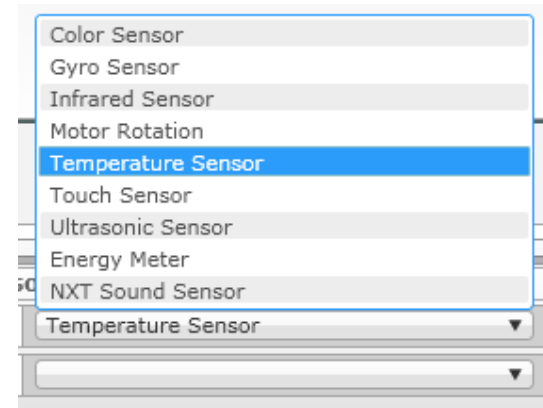 Color Sensor
Gyro Sensor
Infrared Sensor
Motor Rotation
Temperature Sensor
Touch Sensor
Ultrasonic Sensor
Energy Meter
NXT Sound Sensor
Temperature Sensor